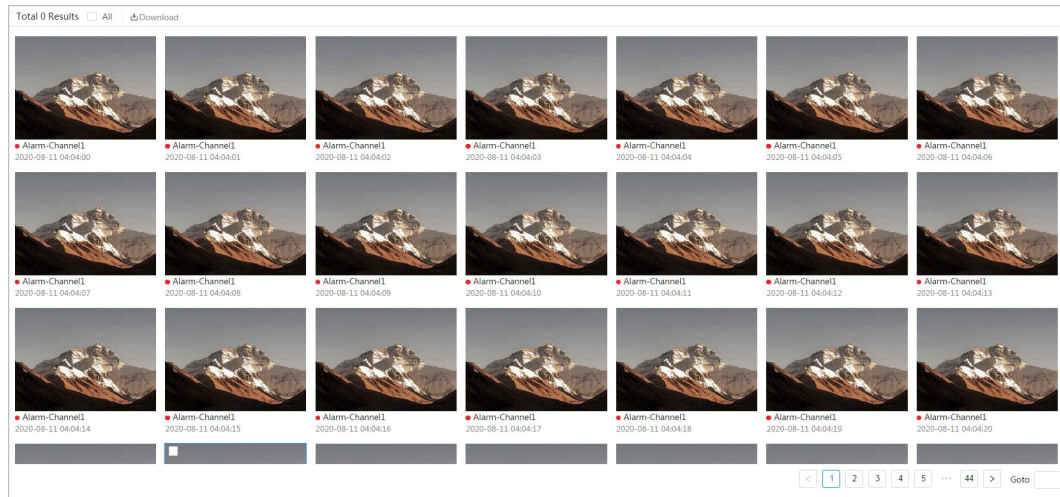 Total 0 Results All Download
Alarm-Channel1 Alarm-Channel1 Alarm-Channel1 Alarm-Channel1 Alarm-Channel1 Alarm-Channel1 Alarm-Channel1
2020-08-11 04:04:00 2020-08-11 04:04:01 2020-08-11 04:04:02 2020-08-11 04:04:03 2020-08-11 04:04:04 2020-08-11 04:04:05 2020-08-11 04:04:06
Alarm-Channel1 Alarm-Channel1 Alarm-Channel1 Alarm-Channel1 Alarm-Channel1 Alarm-Channel1 Alarm-Channel1
2020-08-11 04:04:07 2020-08-11 04:04:08 2020-08-11 04:04:09 2020-08-11 04:04:10 2020-08-11 04:04:11 2020-08-11 04:04:12 2020-08-11 04:04:13
Alarm-Channel1 Alarm-Channel1 Alarm-Channel1 Alarm-Channel1 Alarm-Channel1 Alarm-Channel1 Alarm-Channel1
2020-08-11 04:04:14 2020-08-11 04:04:15 2020-08-11 04:04:16 2020-08-11 04:04:17 2020-08-11 04:04:18 2020-08-11 04:04:19 2020-08-11 04:04:20
< 1 2 3 4 5 ··· 44 > Goto